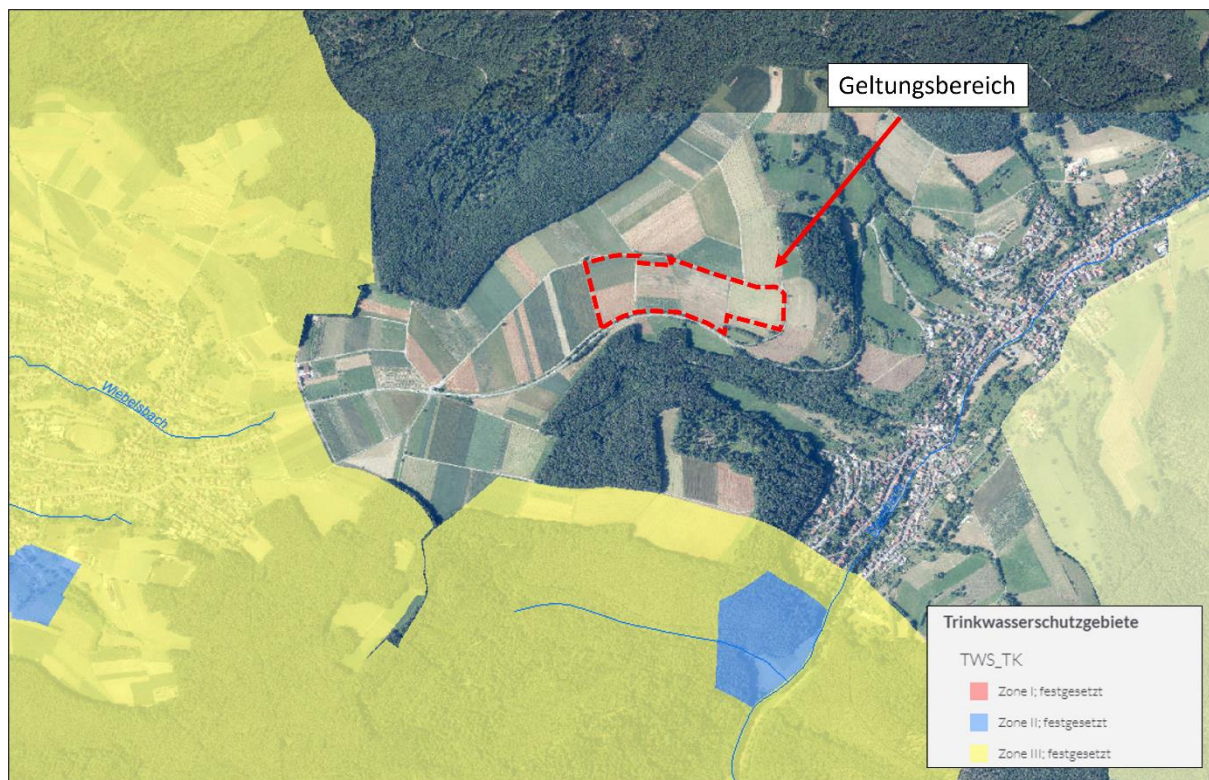 Geltungsbereich
Wiebelsbach
Trinkwasserschutzgebiete
TWS_TK
Zone I; festgesetzt
Zone II; festgesetzt
Zone III; festgesetzt